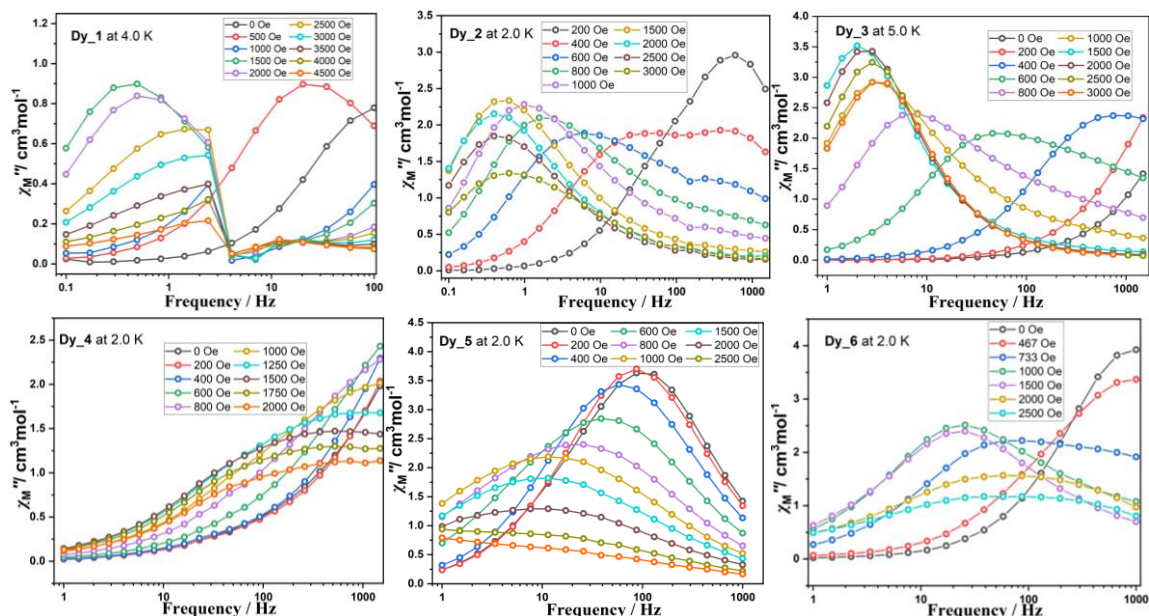 Dy_1 at 4.0 K
0 Oe 2500 Oe
500 Oe 3000 Oe
1000 Oe 3500 Oe
1500 Oe 4000 Oe
2000 Oe 4500 Oe
1.2
1.0
0.8
0.6
0.4
0.2
0.0
χM''/ cm³mol⁻¹
0.1 1 10 100
Frequency / Hz
Dy_2 at 2.0 K
200 Oe 1500 Oe
400 Oe 2000 Oe
600 Oe 2500 Oe
800 Oe 3000 Oe
1000 Oe
3.5
3.0
2.5
2.0
1.5
1.0
0.5
0.0
χM''/ cm³mol⁻¹
0.1 1 10 100 1000
Frequency / Hz
Dy_3 at 5.0 K
0 Oe 1000 Oe
200 Oe 1500 Oe
400 Oe 2000 Oe
600 Oe 2500 Oe
800 Oe 3000 Oe
4.0
3.5
3.0
2.5
2.0
1.5
1.0
0.5
0.0
χM''/ cm³mol⁻¹
1 10 100 1000
Frequency / Hz
Dy_4 at 2.0 K
0 Oe 1000 Oe
200 Oe 1250 Oe
400 Oe 1500 Oe
600 Oe 1750 Oe
800 Oe 2000 Oe
2.5
2.0
1.5
1.0
0.5
0.0
χM''/ cm³mol⁻¹
1 10 100 1000
Frequency / Hz
Dy_5 at 2.0 K
0 Oe 600 Oe 1500 Oe
200 Oe 800 Oe 2000 Oe
400 Oe 1000 Oe 2500 Oe
5.0
4.5
4.0
3.5
3.0
2.5
2.0
1.5
1.0
0.5
0.0
χM''/ cm³mol⁻¹
1 10 100 1000
Frequency / Hz
Dy_6 at 2.0 K
0 Oe
467 Oe
733 Oe
1000 Oe
1500 Oe
2000 Oe
2500 Oe
4
3
2
1
0
χM''/ cm³mol⁻¹
1 10 100 1000
Frequency / Hz